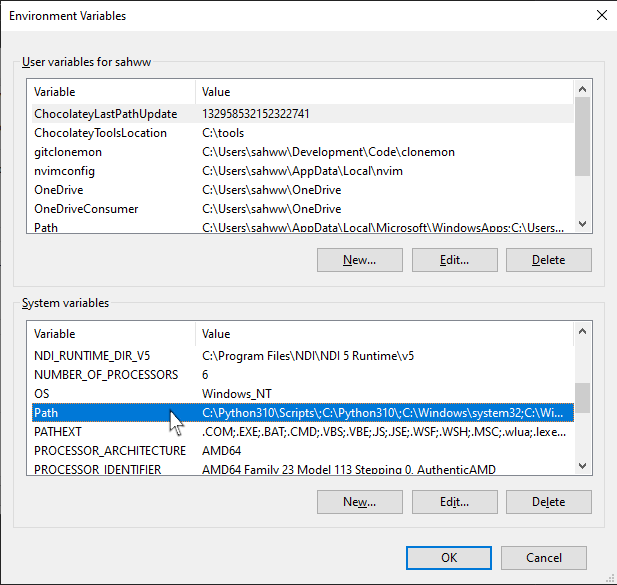 Environment Variables
User variables for sahww
Variable Value
ChocolateyLastPathUpdate 132958532152322741
ChocolateyToolsLocation C:\tools
gitclonemon C:\Users\sahww\Development\Code\clonemon
nvimconfig C:\Users\sahww\AppData\Local\nvim
OneDrive C:\Users\sahww\OneDrive
OneDriveConsumer C:\Users\sahww\OneDrive
Path C:\Users\sahww\AppData\Local\Microsoft\WindowsApps;C:\Users...
New... Edit... Delete
System variables
Variable Value
NDI_RUNTIME_DIR_V5 C:\Program Files\NDI\NDI 5 Runtime\v5
NUMBER_OF_PROCESSORS 6
OS Windows_NT
Path C:\Python310\Scripts\;C:\Python310\;C:\Windows\system32;C:\Wi...
PATHEXT .COM;.EXE;.BAT;.CMD;.VBS;.VBE;.JS;.JSE;.WSF;.WSH;.MSC;.wlua;.lexe...
PROCESSOR_ARCHITECTURE AMD64
PROCESSOR_IDENTIFIER AMD64 Family 23 Model 113 Stepping 0, AuthenticAMD
New... Edit... Delete
OK Cancel